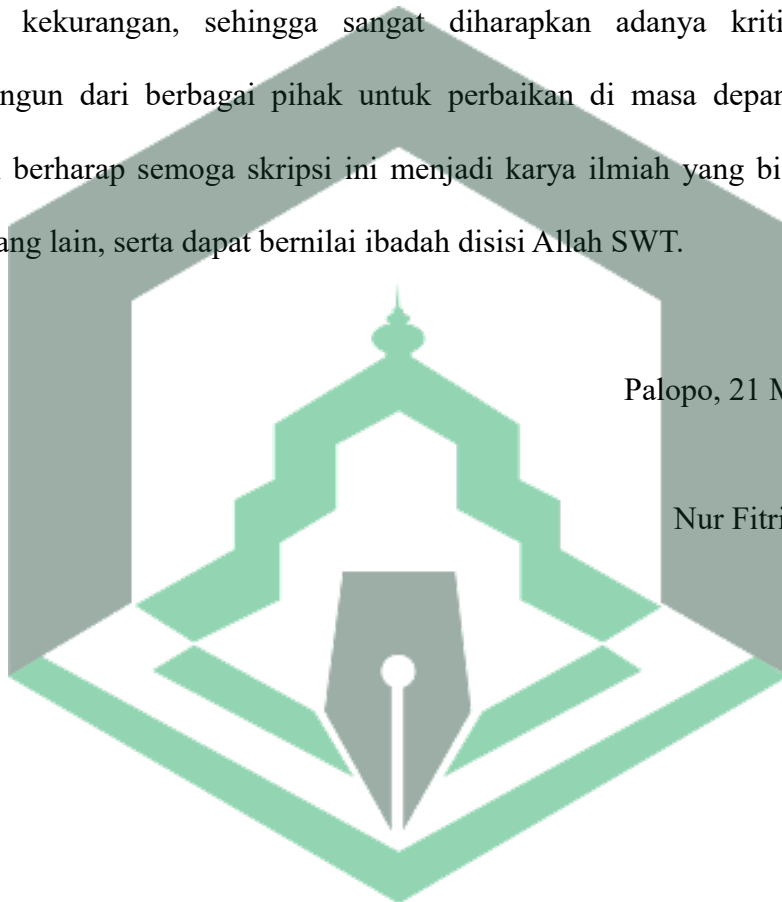 kekurangan, sehingga sangat diharapkan adanya kriti
ngun dari berbagai pihak untuk perbaikan di masa depan
berharap semoga skripsi ini menjadi karya ilmiah yang bi
ang lain, serta dapat bernilai ibadah disisi Allah SWT.
Palopo, 21 M
Nur Fitri